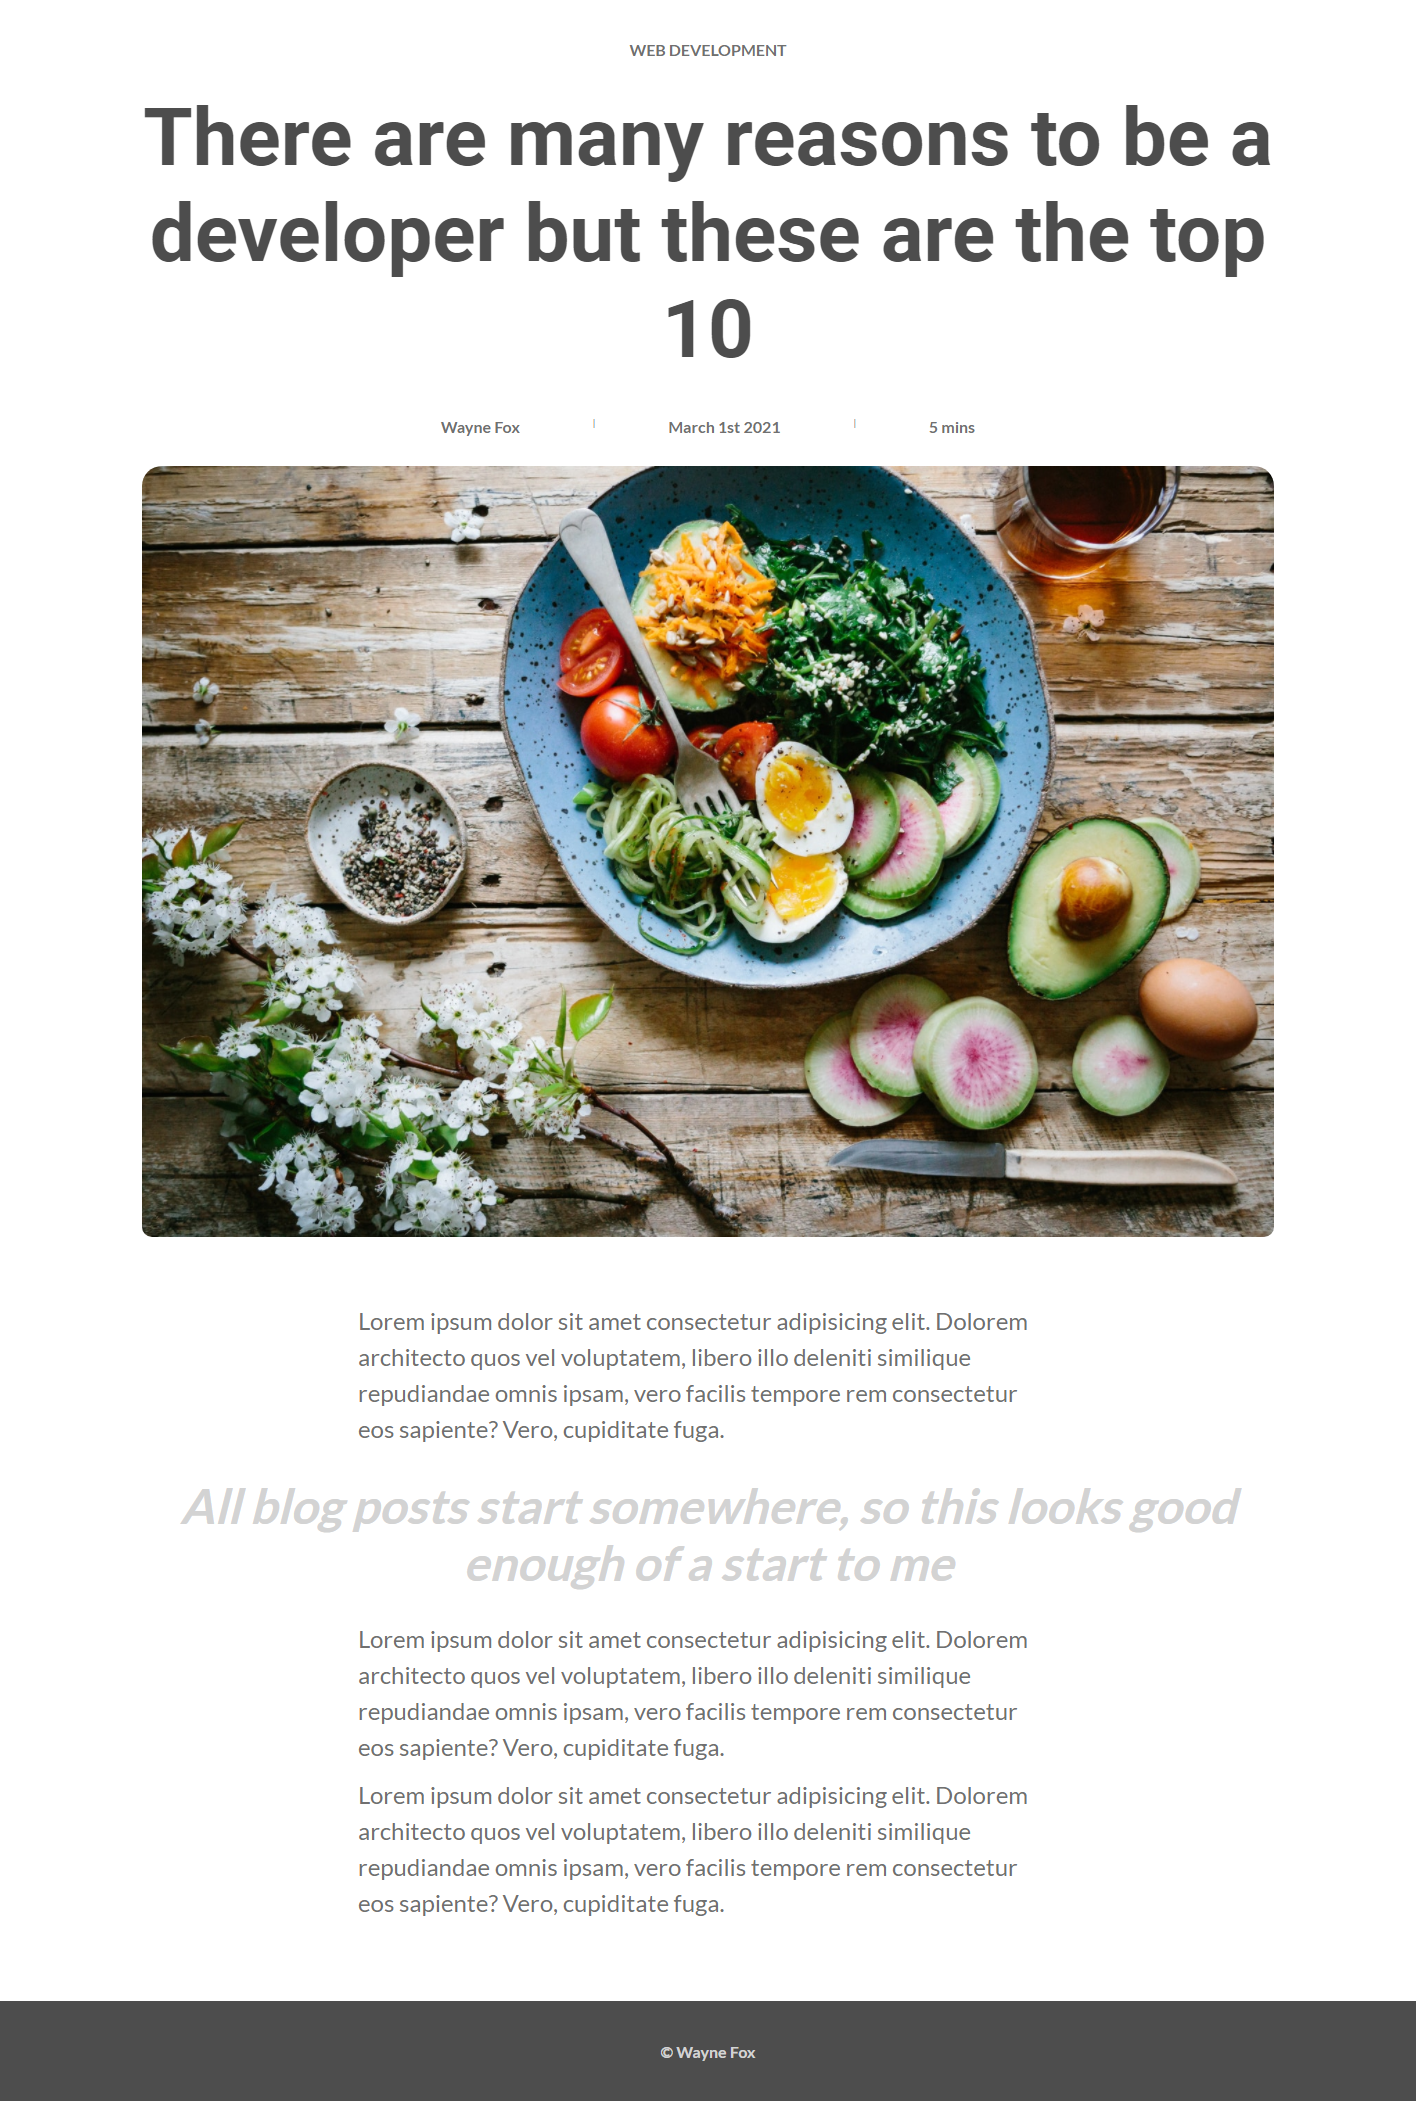 WEB DEVELOPMENT
There are many reasons to be a
developer but these are the top
10
Wayne Fox | March 1st 2021 | 5 mins
Lorem ipsum dolor sit amet consectetur adipisicing elit. Dolorem
architecto quos vel voluptatem, libero illo deleniti similique
repudiandae omnis ipsam, vero facilis tempore rem consectetur
eos sapiente? Vero, cupiditate fuga.
All blog posts start somewhere, so this looks good
enough of a start to me
Lorem ipsum dolor sit amet consectetur adipisicing elit. Dolorem
architecto quos vel voluptatem, libero illo deleniti similique
repudiandae omnis ipsam, vero facilis tempore rem consectetur
eos sapiente? Vero, cupiditate fuga.
Lorem ipsum dolor sit amet consectetur adipisicing elit. Dolorem
architecto quos vel voluptatem, libero illo deleniti similique
repudiandae omnis ipsam, vero facilis tempore rem consectetur
eos sapiente? Vero, cupiditate fuga.
© Wayne Fox